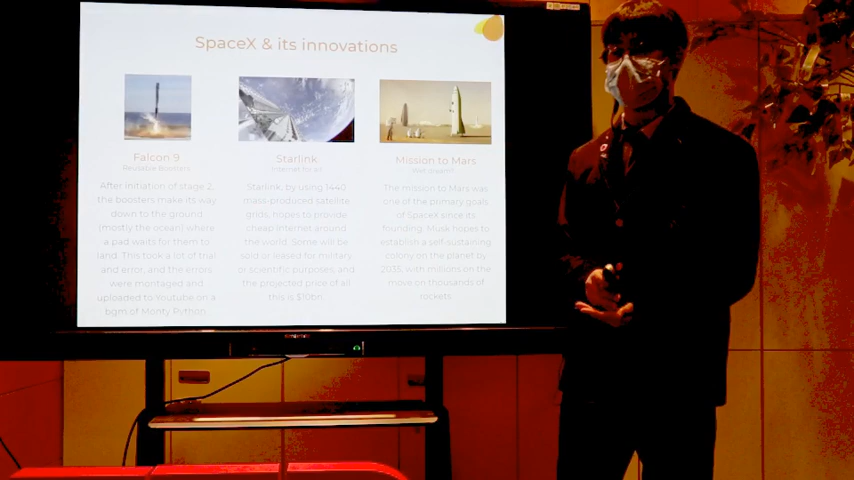 SpaceX & its innovations
Falcon 9
Reusable Boosters
After initiation of stage 2,
the boosters make its way
down to the ground
(mostly the ocean) where
a pad waits for them to
land. This took a lot of trial
and error, and the errors
were montaged and
uploaded to Youtube on a
bgm of Monty Python
Starlink
Internet for all
Starlink, by using 1440
mass-produced satellite
grids, hopes to provide
cheap internet around
the world. Some will be
sold or leased for military
or scientific purposes, and
the projected price of all
this is $10bn.
Mission to Mars
The mission to Mars was
one of the primary goals
of SpaceX since its
founding. Musk hopes to
establish a self-sustaining
colony on the planet by
2035, with millions on the
move on thousands of
rockets.